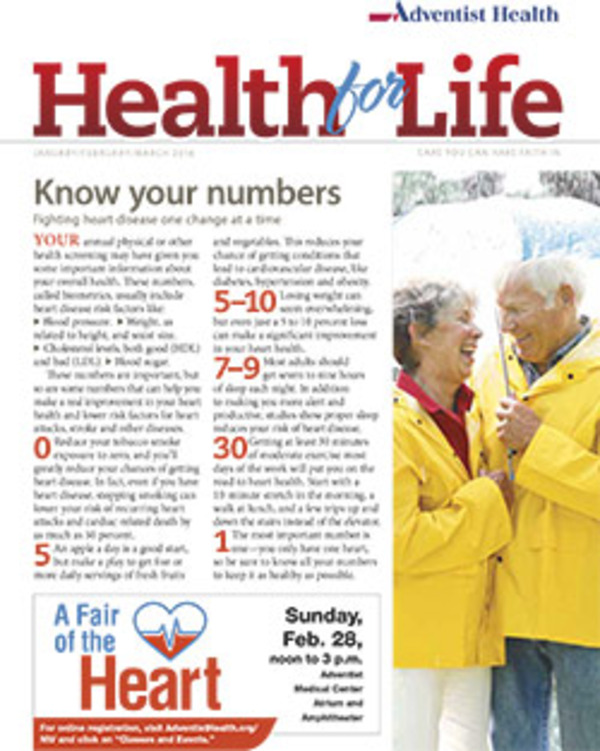 Adventist Health
Health for Life
JANUARY/FEBRUARY/MARCH 2016
CARE YOU CAN HAVE FAITH IN
Know your numbers
Fighting heart disease one change at a time
YOUR annual physical or other
health screening may have given you
some important information about
your overall health. These numbers,
called biometrics, usually include
heart disease risk factors like:
▶ Blood pressure. ▶ Weight, as
related to height, and waist size.
▶ Cholesterol levels, both good (HDL)
and bad (LDL). ▶ Blood sugar.
These numbers are important, but
so are some numbers that can help you
make a real improvement in your heart
health and lower risk factors for heart
attacks, stroke and other diseases.
0 Reduce your tobacco smoke
exposure to zero, and you'll
greatly reduce your chances of getting
heart disease. In fact, even if you have
heart disease, stopping smoking can
lower your risk of recurring heart
attacks and cardiac-related death by
as much as 50 percent.
5 An apple a day is a good start,
but make a play to get five or
more daily servings of fresh fruits
and vegetables. This reduces your
chance of getting conditions that
lead to cardiovascular disease, like
diabetes, hypertension and obesity.
5–10 Losing weight can
seem overwhelming,
but even just a 5 to 10 percent loss
can make a significant improvement
in your heart health.
7–9 Most adults should
get seven to nine hours
of sleep each night. In addition
to making you more alert and
productive, studies show proper sleep
reduces your risk of heart disease.
30 Getting at least 30 minutes
of moderate exercise most
days of the week will put you on the
road to heart health. Start with a
10-minute stretch in the morning, a
walk at lunch, and a few trips up and
down the stairs instead of the elevator.
1 The most important number is
one—you only have one heart,
so be sure to know all your numbers
to keep it as healthy as possible.
A Fair
of the
Heart
Sunday,
Feb. 28,
noon to 3 p.m.
Adventist
Medical Center
Atrium and
Amphitheater
For online registration, visit AdventistHealth.org/
NW and click on "Classes and Events."